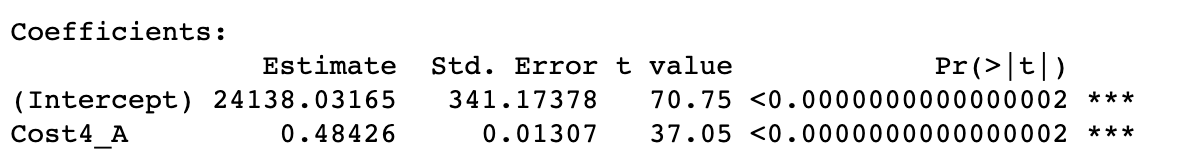 Coefficients:
Estimate Std. Error t value Pr(>|t|)
(Intercept) 24138.03165 341.17378 70.75 <0.0000000000000002 ***
Cost4_A 0.48426 0.01307 37.05 <0.0000000000000002 ***